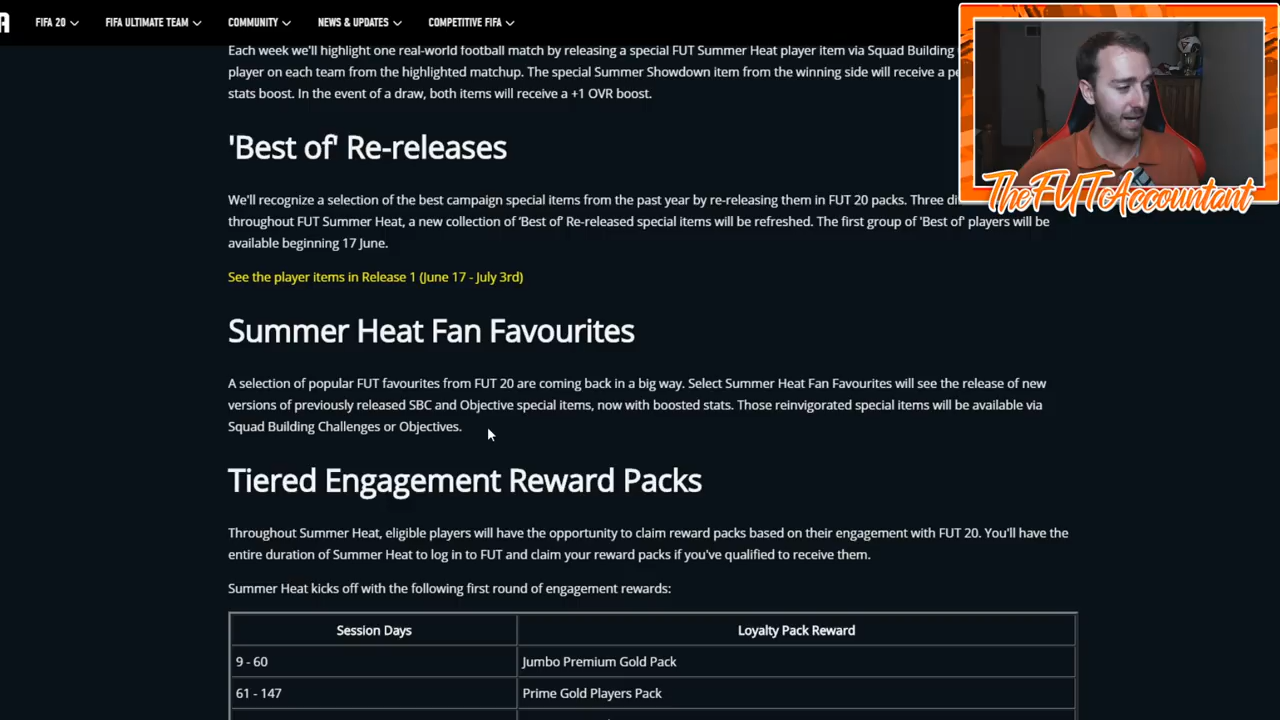 A
FIFA 20
FIFA ULTIMATE TEAM
COMMUNITY
NEWS & UPDATES
COMPETITIVE FIFA
Each week we'll highlight one real-world football match by releasing a special FUT Summer Heat player item via Squad Building
player on each team from the highlighted matchup. The special Summer Showdown item from the winning side will receive a
stats boost. In the event of a draw, both items will receive a +1 OVR boost.
'Best of' Re-releases
We'll recognize a selection of the best campaign special items from the past year by re-releasing them in FUT 20 packs. Three
throughout FUT Summer Heat, a new collection of 'Best of' Re-released special items will be refreshed. The first group of 'Best of' players will be
available beginning 17 June.
See the player items in Release 1 (June 17 - July 3rd)
Summer Heat Fan Favourites
A selection of popular FUT favourites from FUT 20 are coming back in a big way. Select Summer Heat Fan Favourites will see the release of new
versions of previously released SBC and Objective special items, now with boosted stats. Those reinvigorated special items will be available via
Squad Building Challenges or Objectives.
Tiered Engagement Reward Packs
Throughout Summer Heat, eligible players will have the opportunity to claim reward packs based on their engagement with FUT 20. You'll have the
entire duration of Summer Heat to log in to FUT and claim your reward packs if you've qualified to receive them.
Summer Heat kicks off with the following first round of engagement rewards:
Session Days Loyalty Pack Reward
9 - 60 Jumbo Premium Gold Pack
61 - 147 Prime Gold Players Pack
TheFUTAccountant